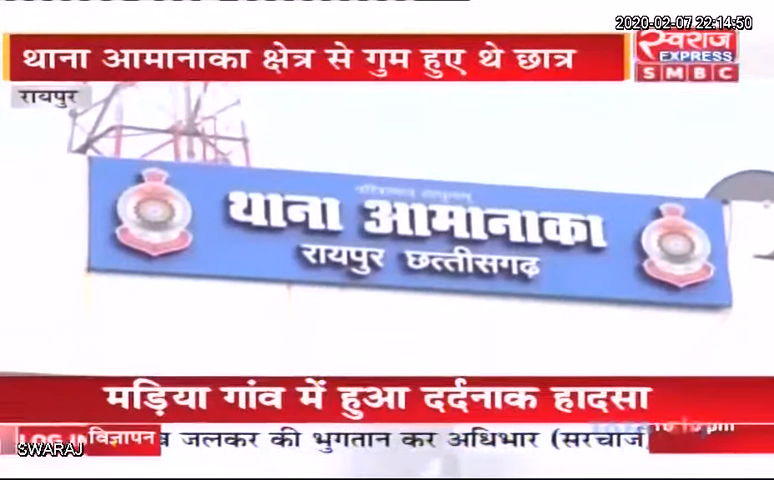 2020-02-07 22:14:50
थाना आमानाका क्षेत्र से गुम हुए थे छात्र
स्वराज
EXPRESS
SMBC
रायपुर
थाना आमानाका
रायपुर छत्तीसगढ़
मड़िया गांव में हुआ दर्दनाक हादसा
विज्ञापन
जलकर की भुगतान कर अधिभार (सरचार्ज
SWARAJ